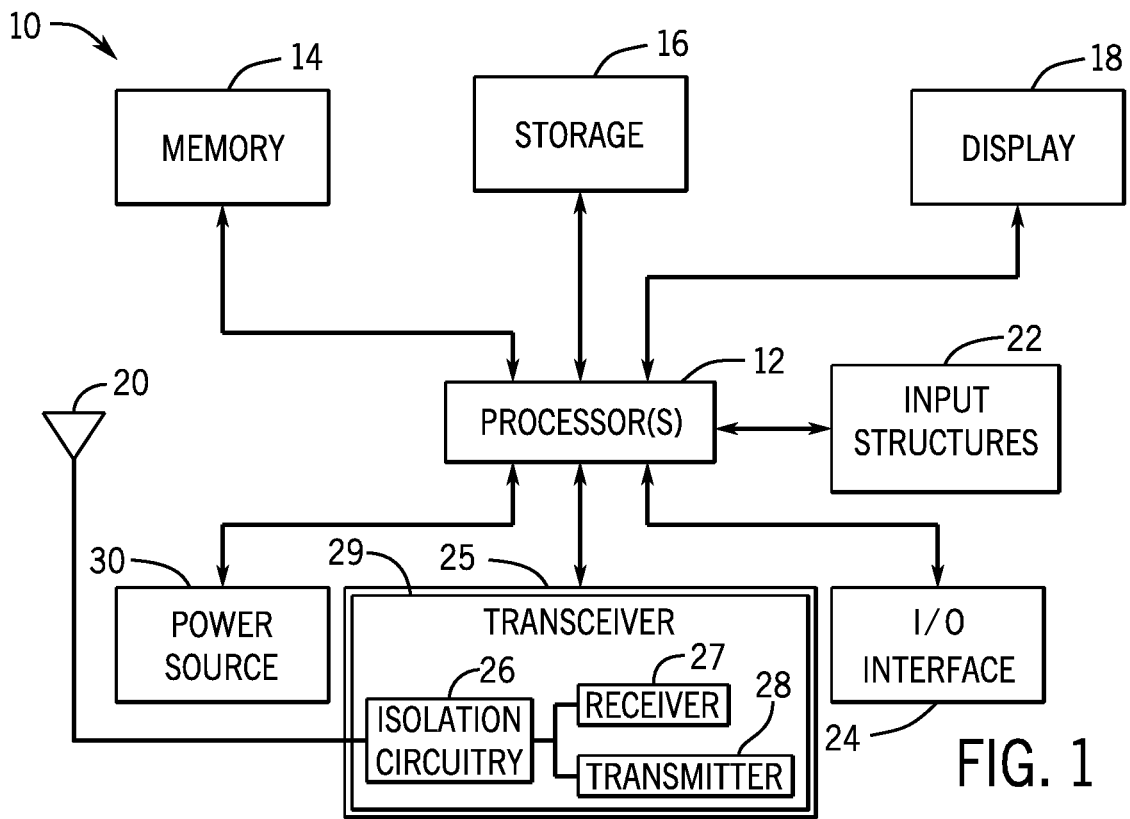 10
14
16
18
MEMORY
STORAGE
DISPLAY
12
22
20
PROCESSOR(S)
INPUT
STRUCTURES
30
29
25
POWER
SOURCE
TRANSCEIVER
I/O
INTERFACE
26
27
28
ISOLATION
CIRCUITRY
RECEIVER
TRANSMITTER
24
FIG. 1